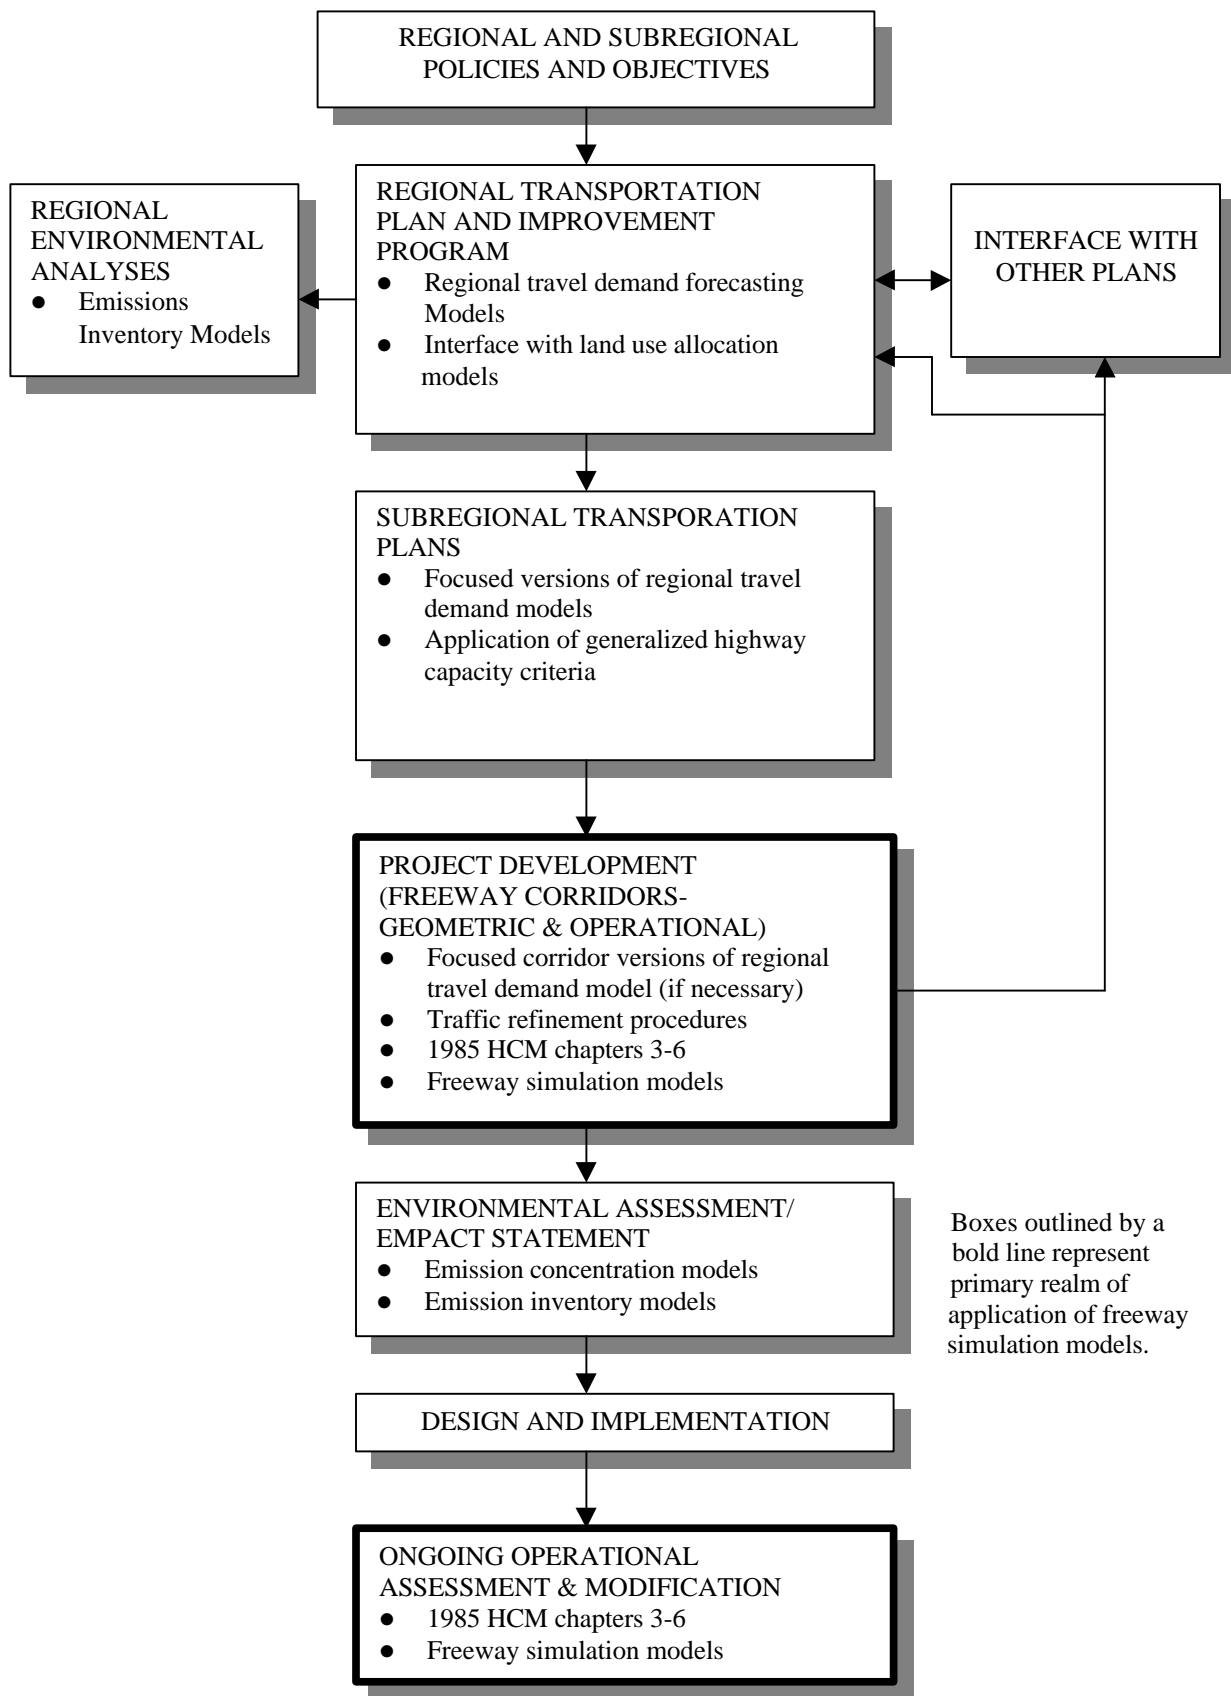 REGIONAL AND SUBREGIONAL
POLICIES AND OBJECTIVES
REGIONAL
ENVIRONMENTAL
ANALYSES
● Emissions
Inventory Models
REGIONAL TRANSPORTATION
PLAN AND IMPROVEMENT
PROGRAM
● Regional travel demand forecasting
Models
● Interface with land use allocation
models
INTERFACE WITH
OTHER PLANS
SUBREGIONAL TRANSPORATION
PLANS
● Focused versions of regional travel
demand models
● Application of generalized highway
capacity criteria
PROJECT DEVELOPMENT
(FREEWAY CORRIDORS-
GEOMETRIC & OPERATIONAL)
● Focused corridor versions of regional
travel demand model (if necessary)
● Traffic refinement procedures
● 1985 HCM chapters 3-6
● Freeway simulation models
ENVIRONMENTAL ASSESSMENT/
EMPACT STATEMENT
● Emission concentration models
● Emission inventory models
Boxes outlined by a
bold line represent
primary realm of
application of freeway
simulation models.
DESIGN AND IMPLEMENTATION
ONGOING OPERATIONAL
ASSESSMENT & MODIFICATION
● 1985 HCM chapters 3-6
● Freeway simulation models